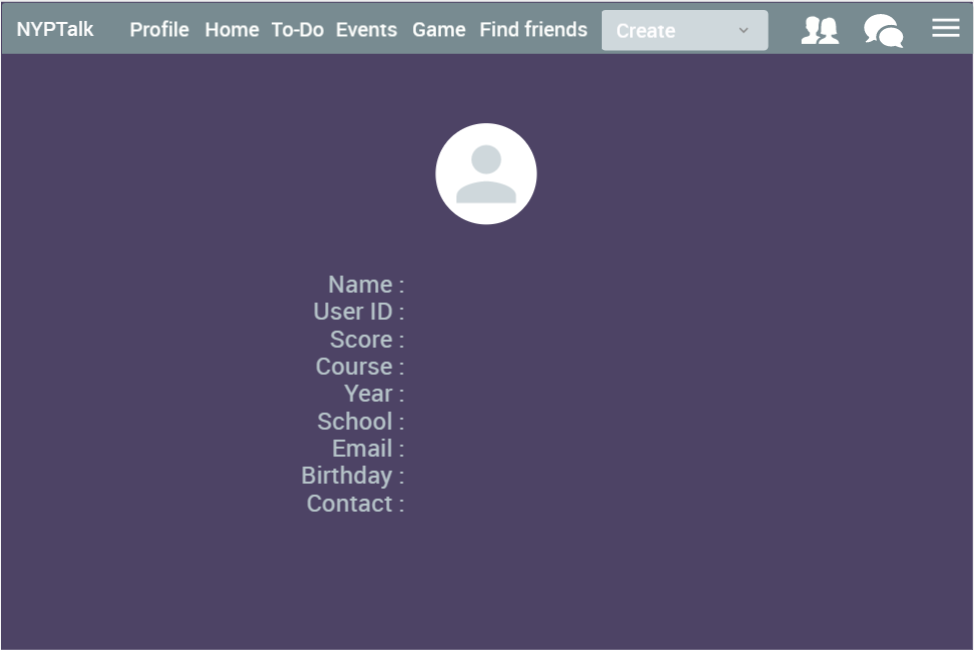 NYPTalk Profile Home To-Do Events Game Find friends Create
Name :
User ID :
Score :
Course :
Year :
School :
Email :
Birthday :
Contact :